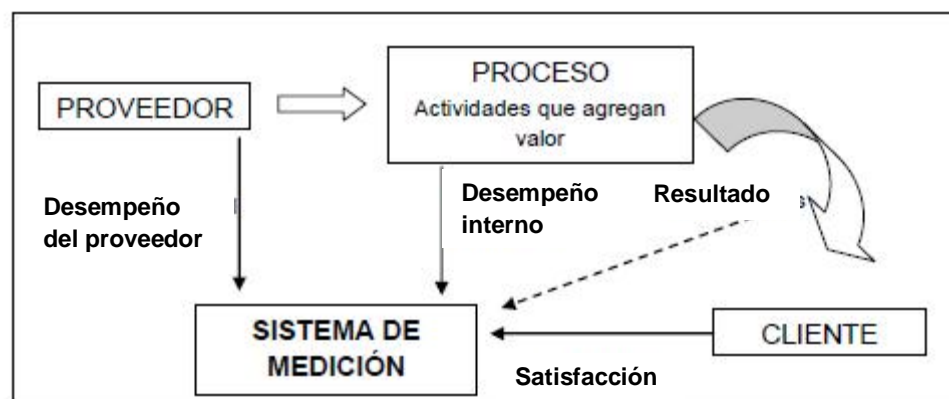 PROVEEDOR
PROCESO
Actividades que agregan
valor
Desempeño
del proveedor
Desempeño
interno
Resultado
SISTEMA DE
MEDICIÓN
CLIENTE
Satisfacción